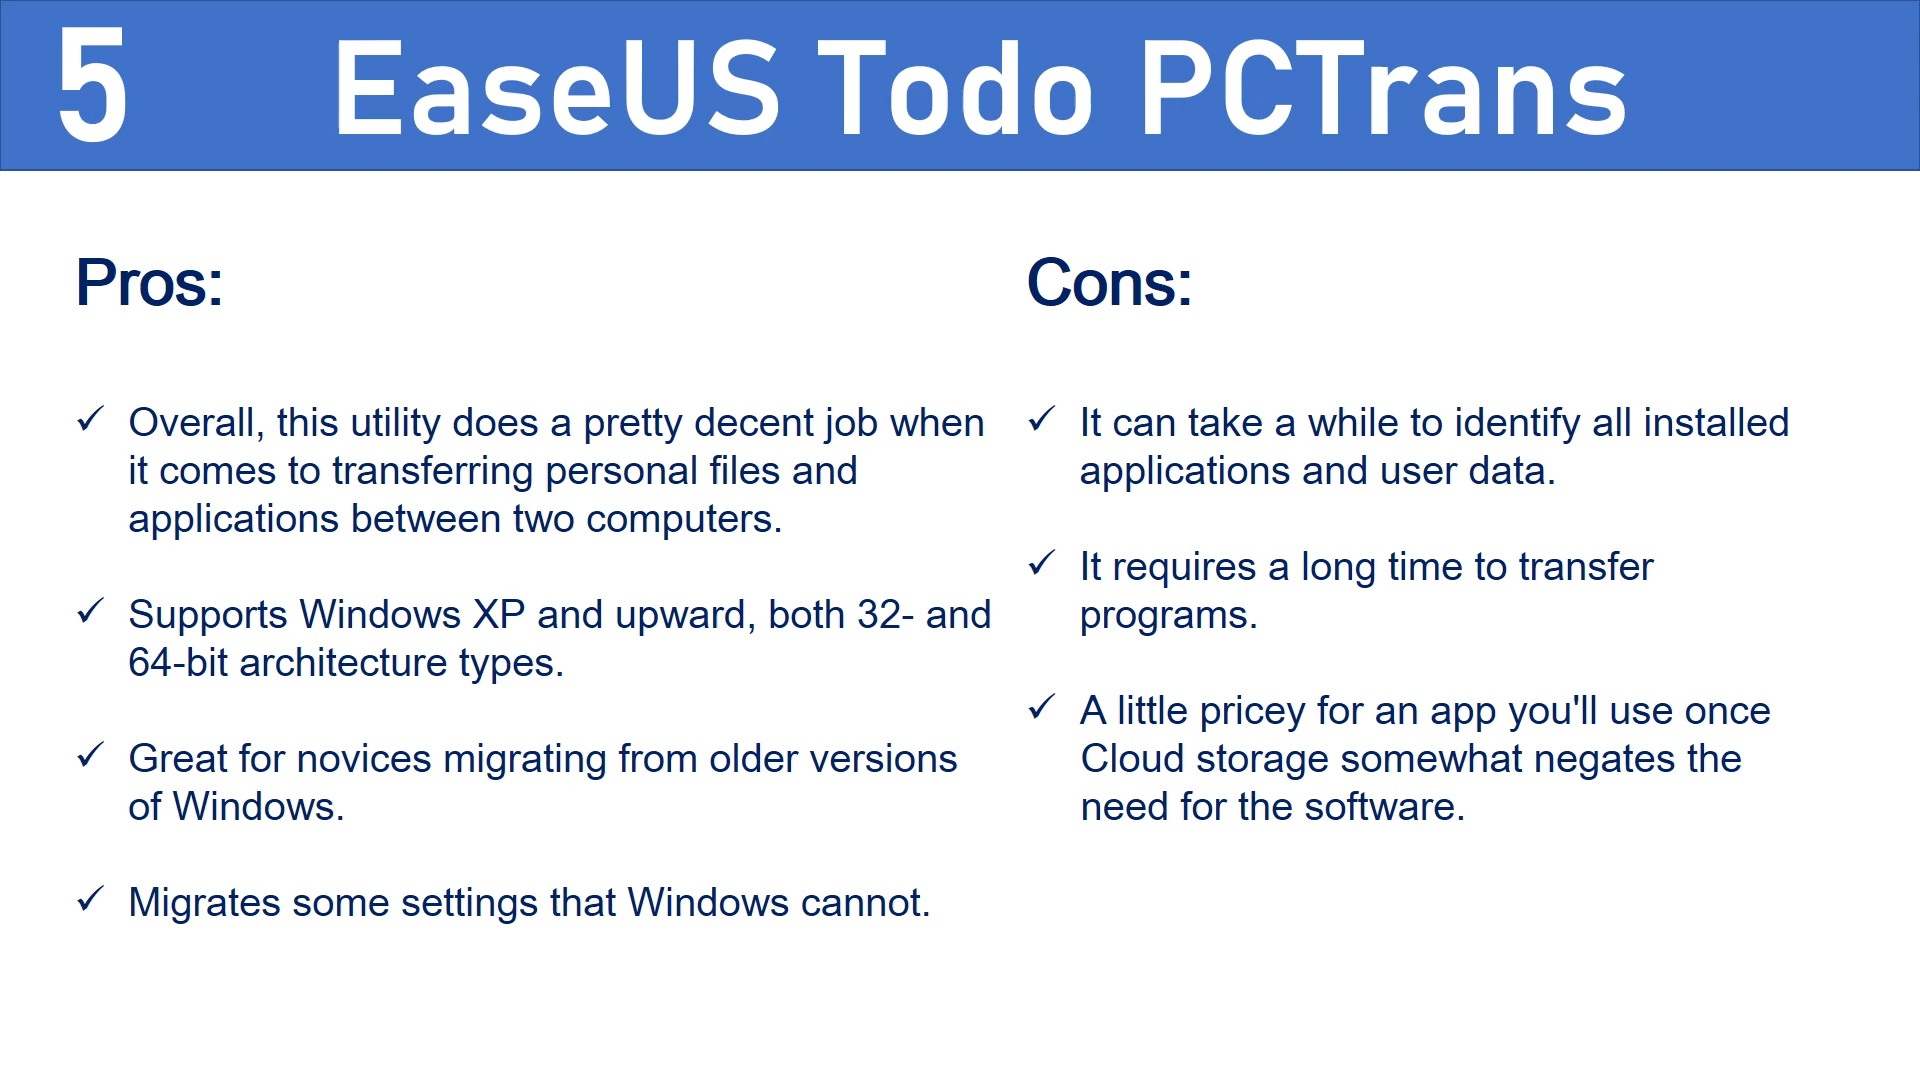 5 EaseUS Todo PCTrans
Pros:
Overall, this utility does a pretty decent job when
it comes to transferring personal files and
applications between two computers.
Supports Windows XP and upward, both 32- and
64-bit architecture types.
Great for novices migrating from older versions
of Windows.
Migrates some settings that Windows cannot.
Cons:
It can take a while to identify all installed
applications and user data.
It requires a long time to transfer
programs.
A little pricey for an app you'll use once
Cloud storage somewhat negates the
need for the software.